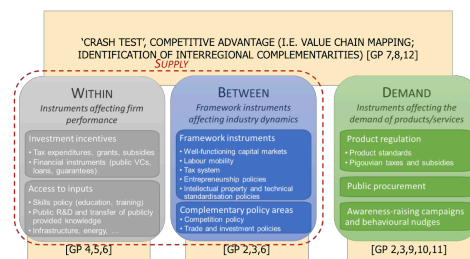 'CRASH TEST', COMPETITIVE ADVANTAGE (I.E. VALUE CHAIN MAPPING;
IDENTIFICATION OF INTERREGIONAL COMPLEMENTARITIES) [GP 7,8,12]
SUPPLY
WITHIN
Instruments affecting firm
performance
Investment incentives
• Tax expenditures, grants, subsidies
• Financial instruments (public VCs,
loans, guarantees)
Access to inputs
• Skills policy (education, training)
• Public R&D and transfer of publicly
provided knowledge
• Infrastructure, energy, ...
[GP 4,5,6]
BETWEEN
Framework instruments
affecting industry dynamics
Framework instruments
• Well-functioning capital markets
• Labour mobility
• Tax system
• Entrepreneurship policies
• Intellectual property and technical
standardisation policies
Complementary policy areas
• Competition policy
• Trade and investment policies
[GP 2,3,6]
DEMAND
Instruments affecting the
demand of products/services
Product regulation
• Product standards
• Pigouvian taxes and subsidies
Public procurement
Awareness-raising campaigns
and behavioural nudges
[GP 2,3,9,10,11]